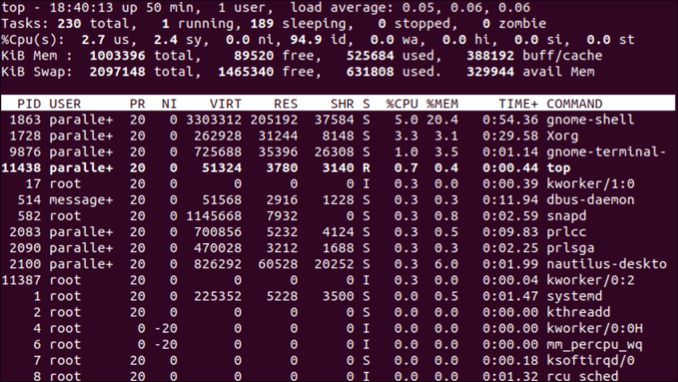 top - 18:40:13 up 50 min,  1 user,  load average: 0.05, 0.06, 0.06
Tasks: 230 total,   1 running, 189 sleeping,   0 stopped,   0 zombie
%Cpu(s):  2.7 us,  2.4 sy,  0.0 ni, 94.9 id,  0.0 wa,  0.0 hi,  0.0 si,  0.0 st
KiB Mem :  1003396 total,    89520 free,   525684 used,   388192 buff/cache
KiB Swap:  2097148 total,  1465340 free,   631808 used.   329944 avail Mem
PID USER      PR  NI    VIRT    RES    SHR S  %CPU %MEM     TIME+ COMMAND
1863 paralle+  20   0 3303312 205192  37584 S   5.0 20.4   0:54.36 gnome-shell
1728 paralle+  20   0  262928  31244   8148 S   3.3  3.1   0:29.58 Xorg
9876 paralle+  20   0  725688  35396  26308 S   1.0  3.5   0:01.14 gnome-terminal-
11438 paralle+  20   0   51324   3780   3140 R   0.7  0.4   0:00.44 top
17 root      20   0       0      0      0 I   0.3  0.0   0:00.39 kworker/1:0
514 message+  20   0   51568   2916   1228 S   0.3  0.3   0:11.94 dbus-daemon
582 root      20   0 1145668   7932      0 S   0.3  0.8   0:02.59 snapd
2083 paralle+  20   0  700856   5232   4124 S   0.3  0.5   0:09.83 prlcc
2090 paralle+  20   0  470028   3212   1688 S   0.3  0.3   0:02.25 prlsga
2100 paralle+  20   0  826292  60528  20252 S   0.3  6.0   0:01.99 nautilus-deskto
11387 root      20   0       0      0      0 I   0.3  0.0   0:00.04 kworker/0:2
1 root      20   0  225352   5228   3500 S   0.0  0.5   0:01.47 systemd
2 root      20   0       0      0      0 S   0.0  0.0   0:00.00 kthreadd
4 root       0 -20       0      0      0 I   0.0  0.0   0:00.00 kworker/0:0H
6 root       0 -20       0      0      0 I   0.0  0.0   0:00.00 mm_percpu_wq
7 root      20   0       0      0      0 S   0.0  0.0   0:00.18 ksoftirqd/0
8 root      20   0       0      0      0 I   0.0  0.0   0:01.32 rcu_sched